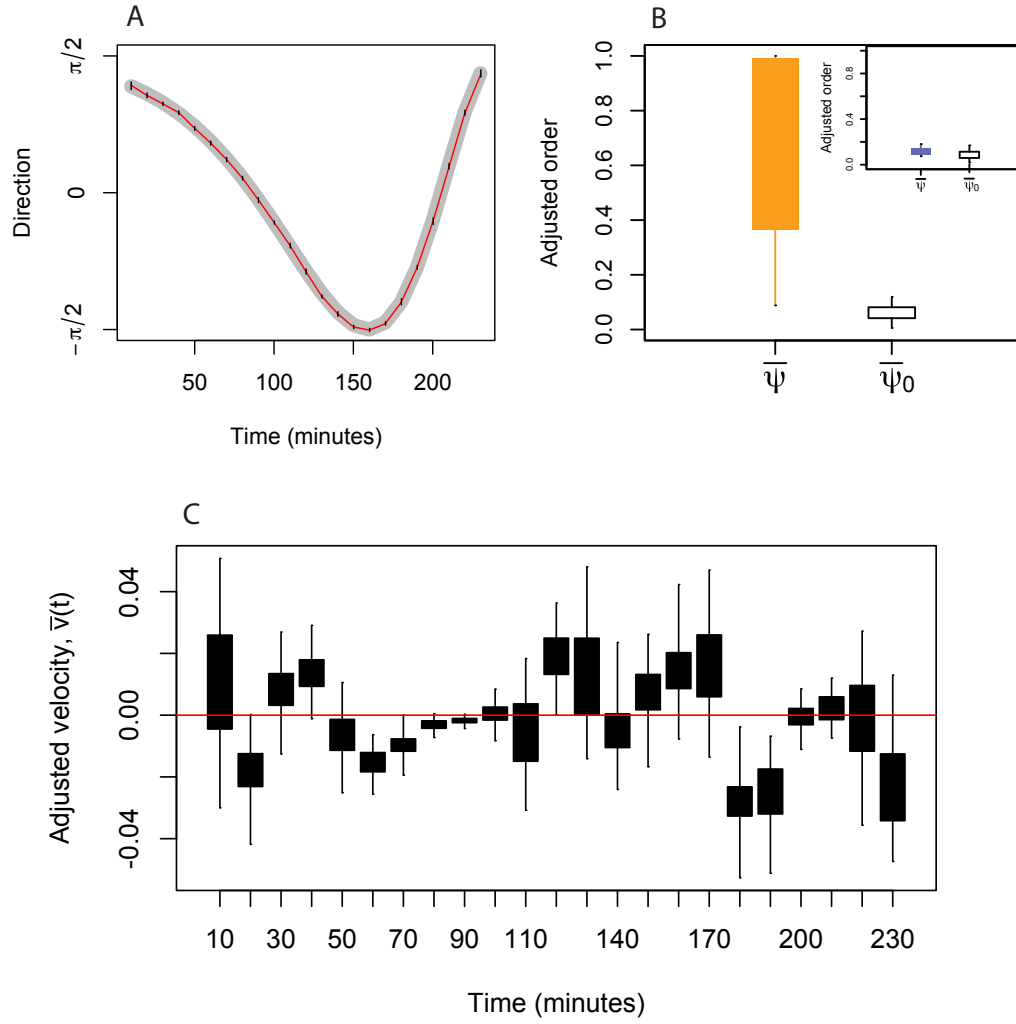 A
π/2
0
−π/2
Direction
50
100
150
200
Time (minutes)
B
1.0
0.8
0.6
0.4
0.2
0.0
Adjusted order
ψ̅
ψ̅₀
0.8
0.4
0.0
Adjusted order
ψ̅
ψ̅₀
C
0.04
0.00
-0.04
Adjusted velocity, v̅(t)
10 30 50 70 90 110 140 170 200 230
Time (minutes)